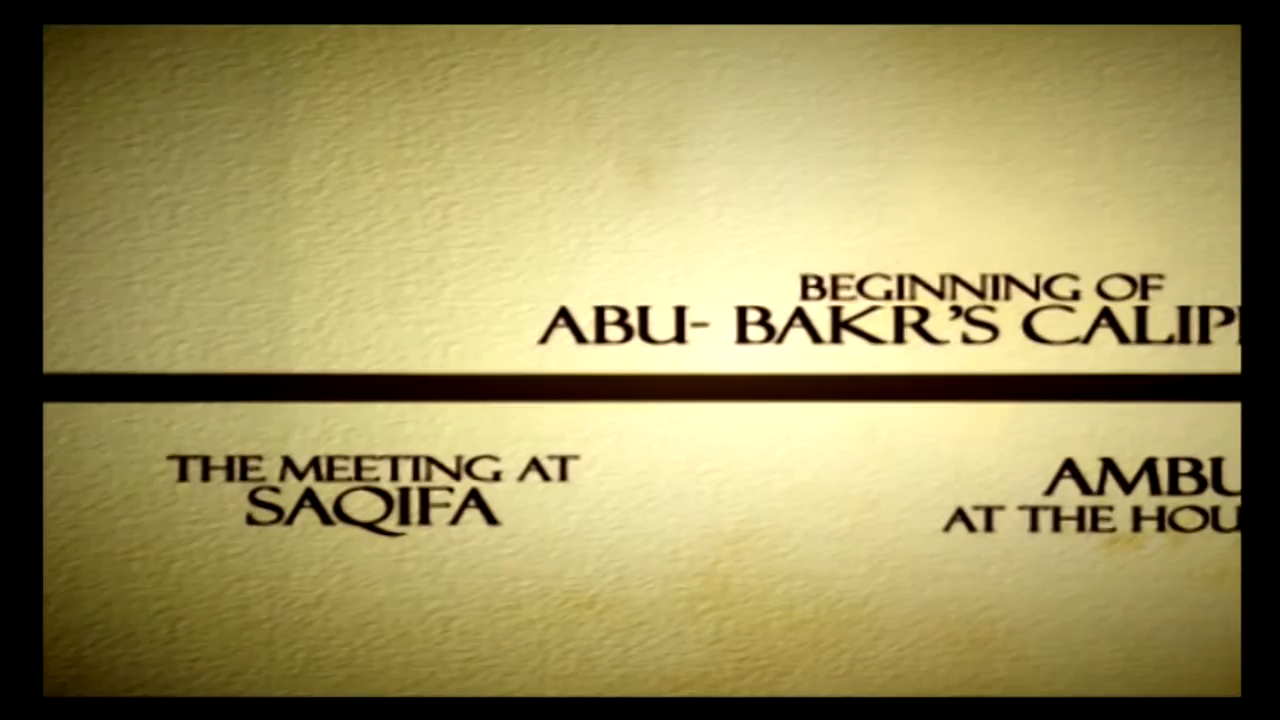 BEGINNING OF
ABU- BAKR'S
THE MEETING AT
SAQIFA
AT THE